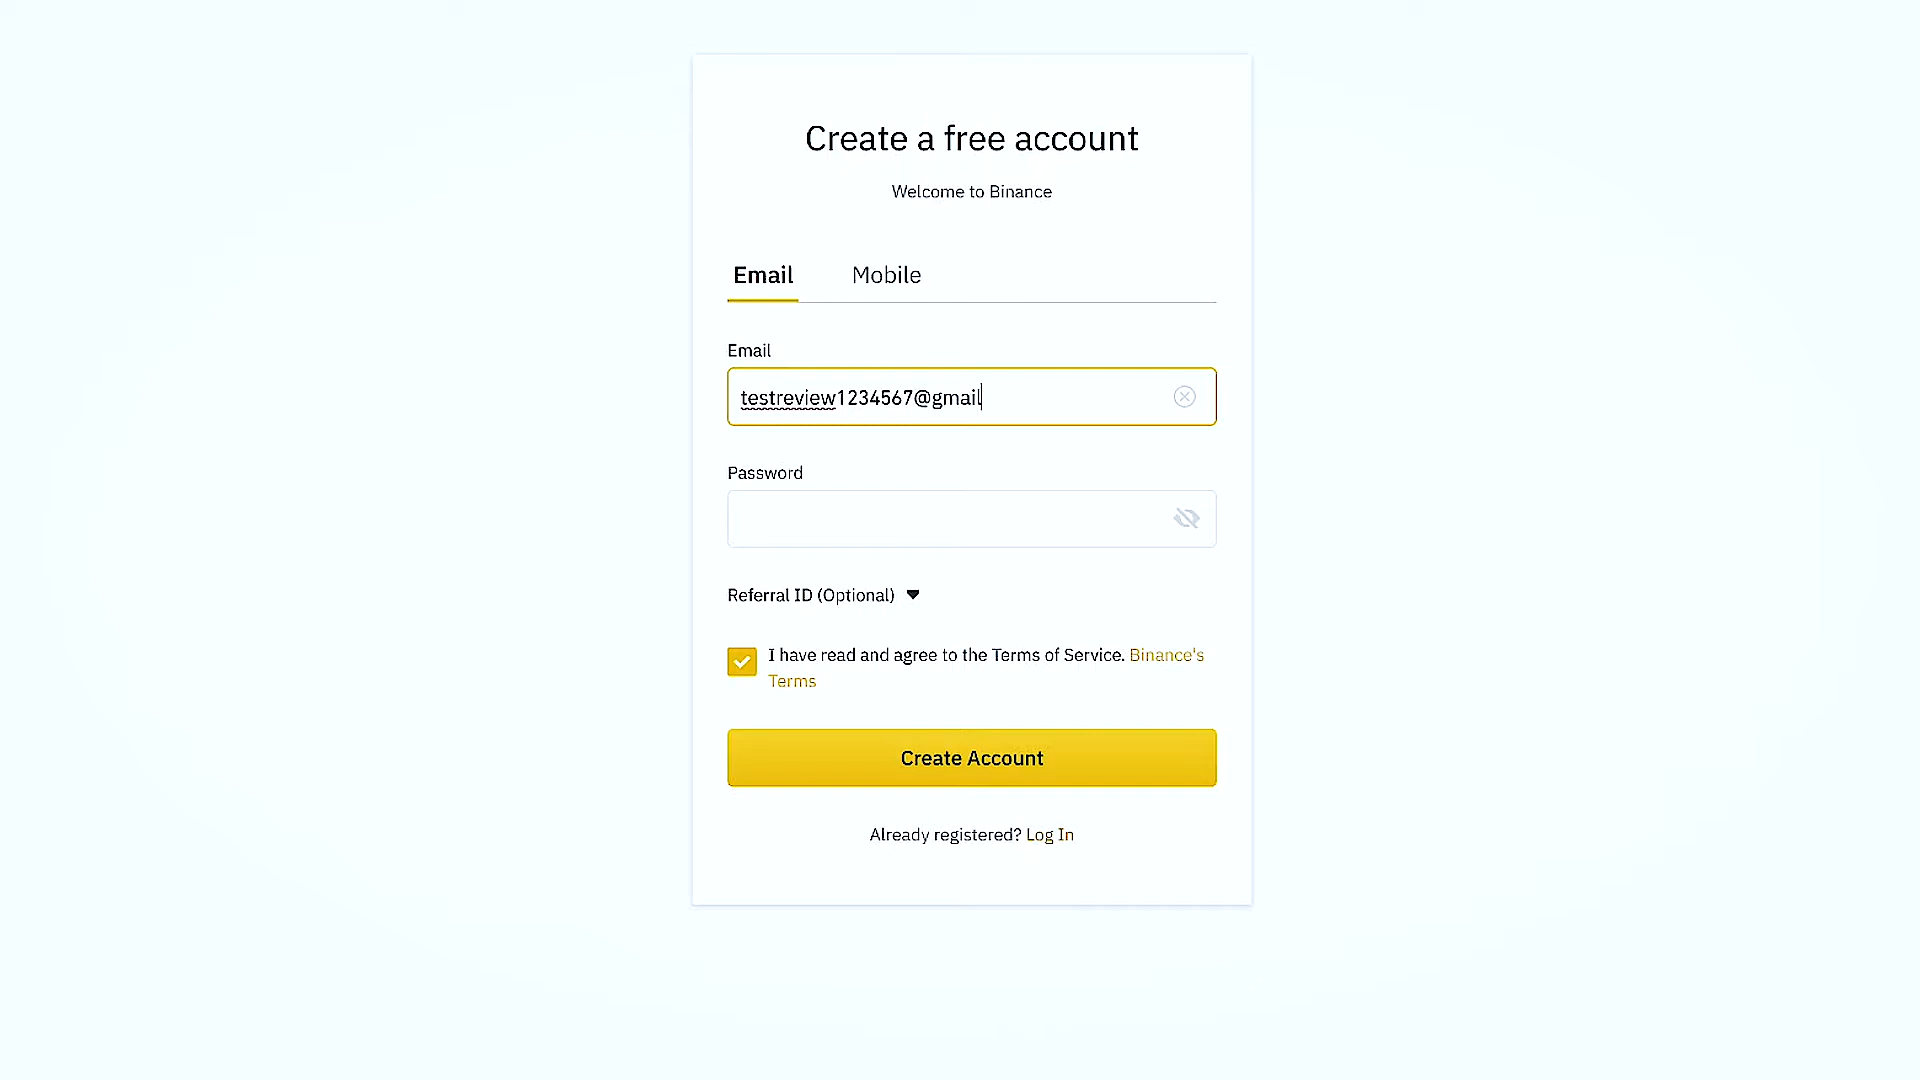 Create a free account
Welcome to Binance
Email Mobile
Email
testreview1234567@gmail
Password
Referral ID (Optional)
I have read and agree to the Terms of Service. Binance's
Terms
Create Account
Already registered? Log In